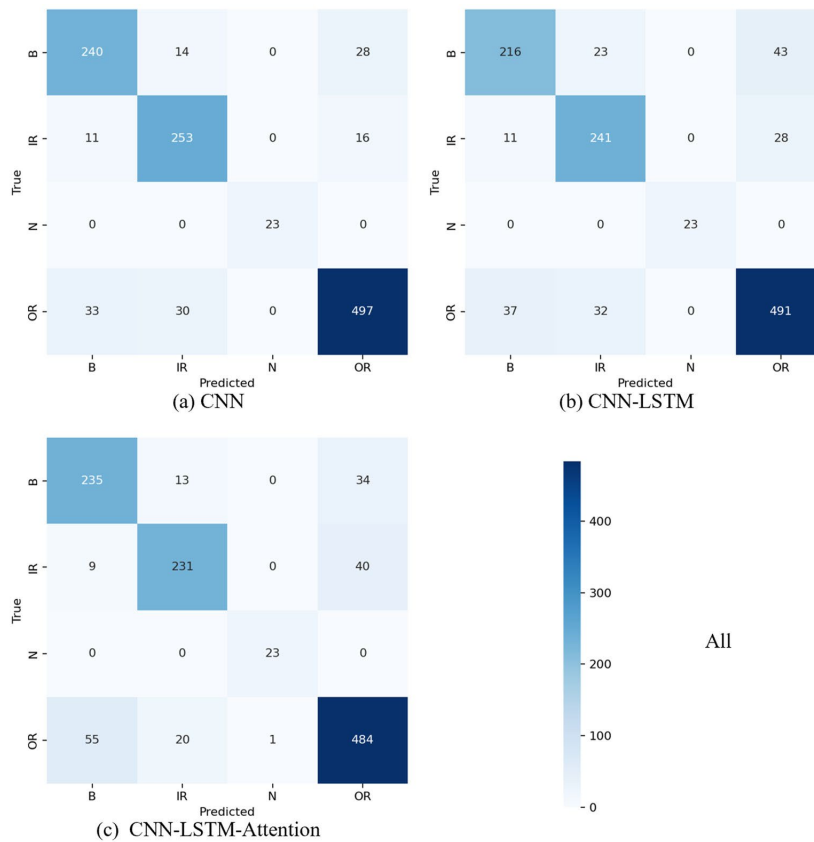 B 240 14 0 28
IR 11 253 0 16
N 0 0 23 0
OR 33 30 0 497
True
B IR N OR
Predicted
(a) CNN
B 216 23 0 43
IR 11 241 0 28
N 0 0 23 0
OR 37 32 0 491
True
B IR N OR
Predicted
(b) CNN-LSTM
B 235 13 0 34
IR 9 231 0 40
N 0 0 23 0
OR 55 20 1 484
True
B IR N OR
Predicted
(c) CNN-LSTM-Attention
400
300
200
100
0
All